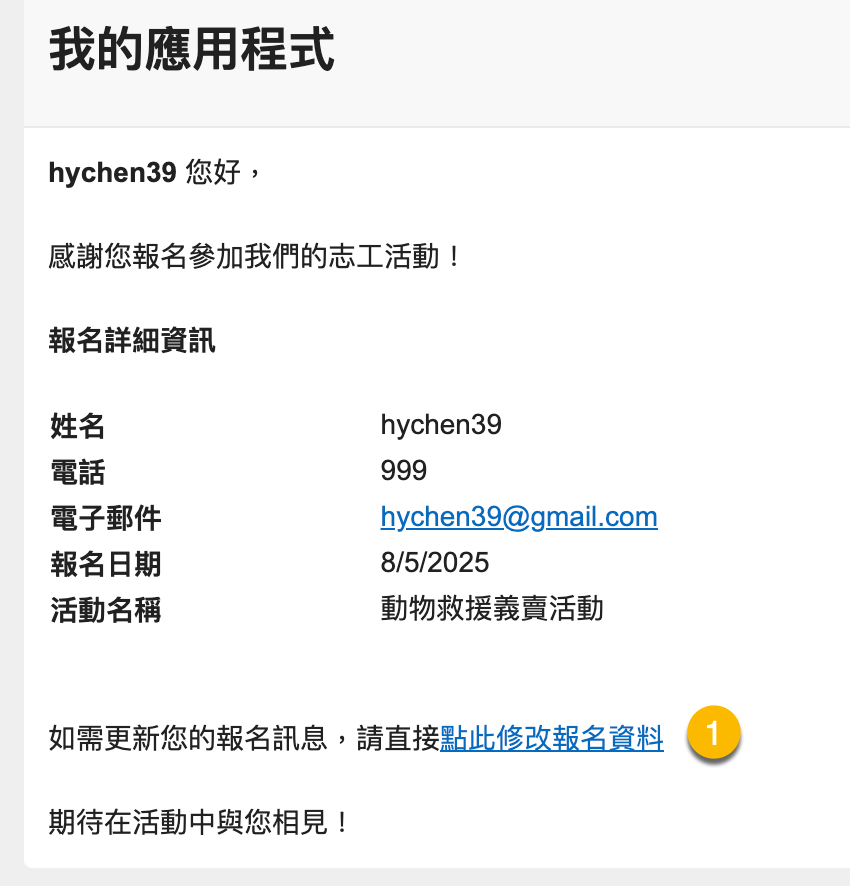 我的應用程式
hychen39 您好，
感謝您報名參加我們的志工活動！
報名詳細資訊
姓名 hychen39
電話 999
電子郵件 hychen39@gmail.com
報名日期 8/5/2025
活動名稱 動物救援義賣活動
如需更新您的報名訊息，請直接點此修改報名資料 1
期待在活動中與您相見！